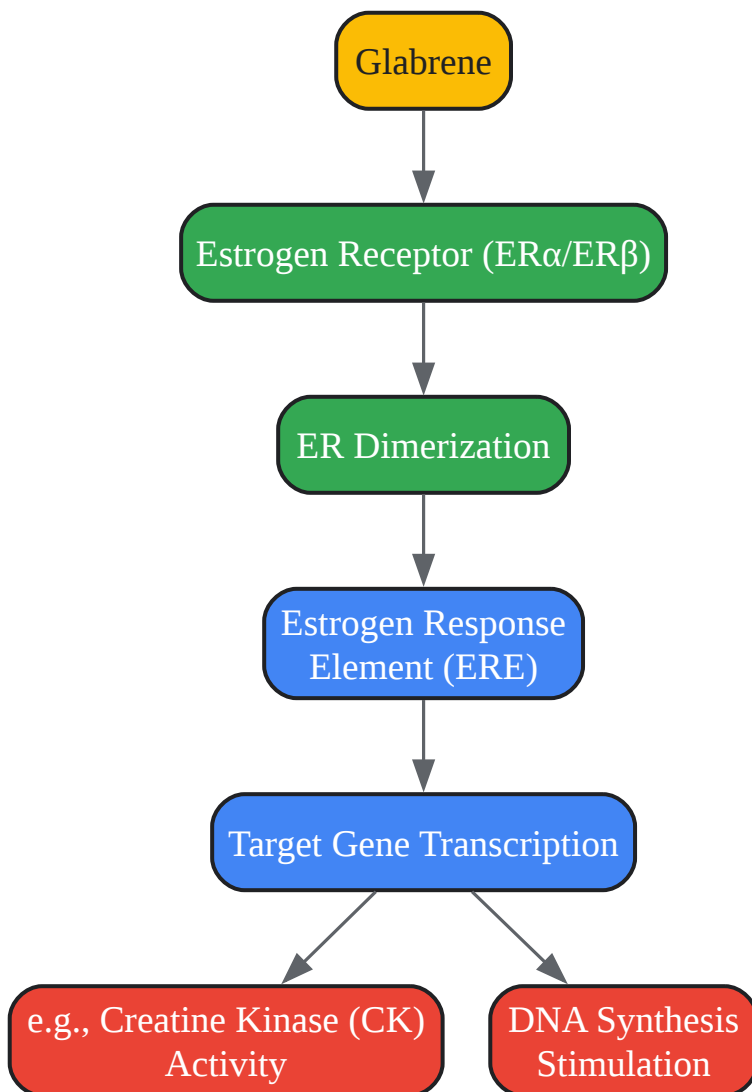 Glabrene
Estrogen Receptor (ERα/ERβ)
ER Dimerization
Estrogen Response
Element (ERE)
Target Gene Transcription
e.g., Creatine Kinase (CK)
Activity
DNA Synthesis
Stimulation